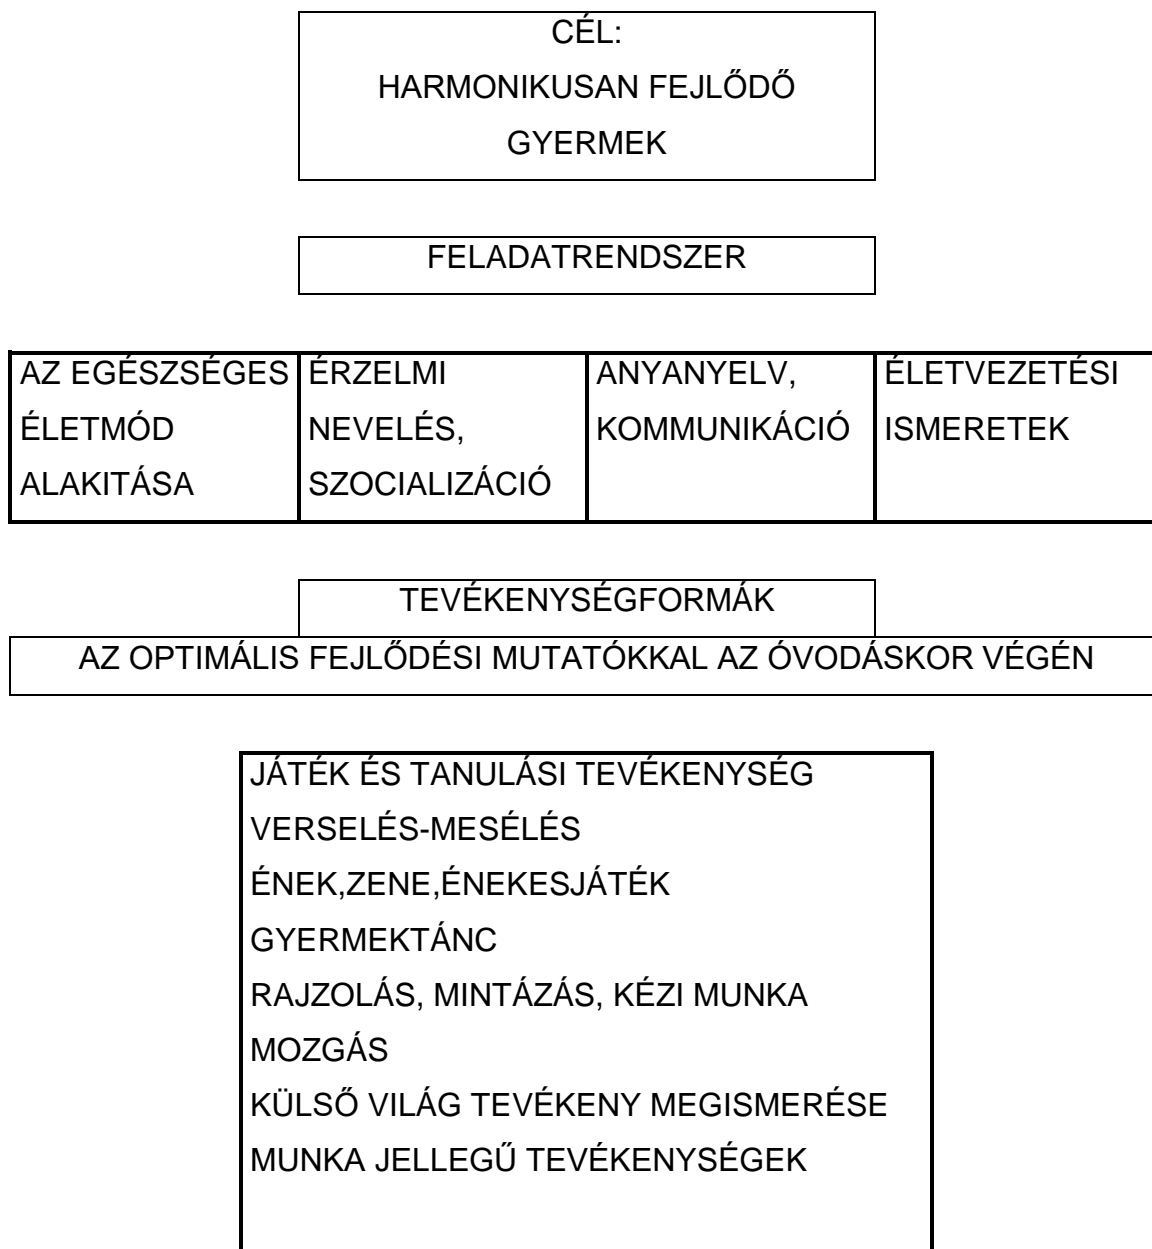 CÉL:
HARMONIKUSAN FEJLŐDŐ
GYERMEK
FELADATRENDSZER
AZ EGÉSZSÉGES
ÉLETMÓD
ALAKITÁSA
ÉRZELMI
NEVELÉS,
SZOCIALIZÁCIÓ
ANYANYELV,
KOMMUNIKÁCIÓ
ÉLETVEZETÉSI
ISMERETEK
TEVÉKENYSÉGFORMÁK
AZ OPTIMÁLIS FEJLŐDÉSI MUTATÓKKAL AZ ÓVODÁSKOR VÉGÉN
JÁTÉK ÉS TANULÁSI TEVÉKENYSÉG
VERSELÉS-MESÉLÉS
ÉNEK,ZENE,ÉNEKESJÁTÉK
GYERMEKTÁNC
RAJZOLÁS, MINTÁZÁS, KÉZI MUNKA
MOZGÁS
KÜLSŐ VILÁG TEVÉKENY MEGISMERÉSE
MUNKA JELLEGŰ TEVÉKENYSÉGEK